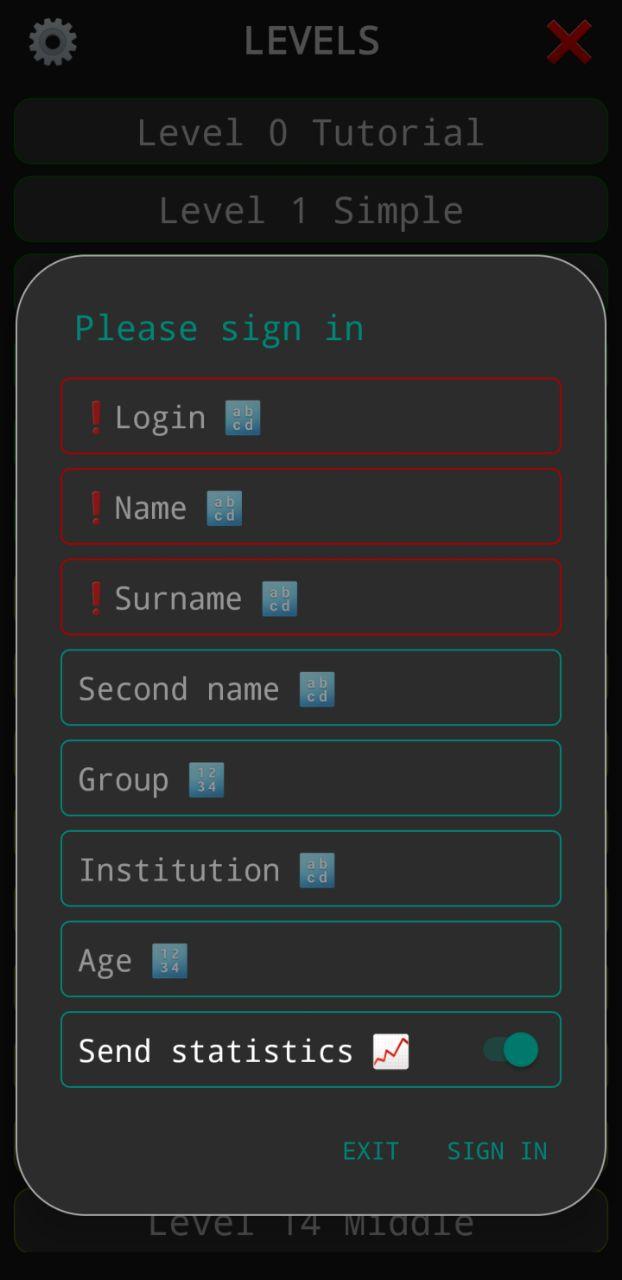 LEVELS
Level 0 Tutorial
Level 1 Simple
Please sign in
❗Login 🔡
❗Name 🔡
❗Surname 🔡
Second name 🔡
Group 🔢
Institution 🔡
Age 🔢
Send statistics 📈
EXIT SIGN IN
Level 14 Middle